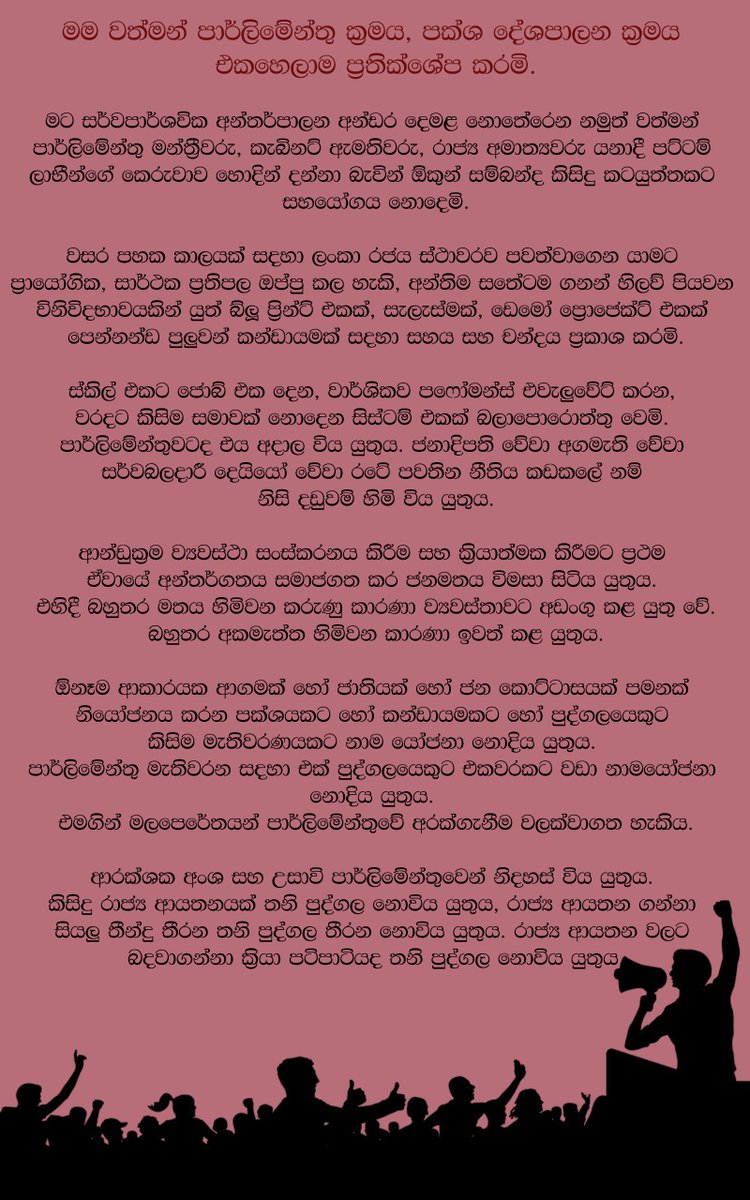 මම වත්මන් පාර්ලිමේන්තු ක්‍රමය, පක්ශ දේශපාලන ක්‍රමය
එකහෙලාම ප්‍රතික්ශේප කරමි.
මට සර්වපාර්ශවික අන්තර්පාලන අන්ඩර දෙමළ නොතේරෙන නමුත් වත්මන්
පාර්ලිමේන්තු මන්ත්‍රීවරු, කැබිනට් ඇමතිවරු, රාජ්‍ය අමාත්‍යවරු යනාදී පට්ටම්
ලාභීන්ගේ කෙරුවාව හොදින් දන්නා බැවින් ඕකුන් සම්බන්ද කිසිදු කටයුත්තකට
සහයෝගය නොදෙමි.
වසර පහක කාලයක් සදහා ලංකා රජය ස්ථාවරව පවත්වාගෙන යාමට
ප්‍රායෝගික, සාර්ථක ප්‍රතිපල ඔප්පු කල හැකි, අන්තිම සතේටම ගනන් හිලව් පියවන
විනිවිදභාවයකින් යුත් බ්ලූ ප්‍රින්ට් එකක්, සැලැස්මක්, ඩෙමෝ ප්‍රොජෙක්ට් එකක්
පෙන්නන්ඩ පුලුවන් කන්ඩායමක් සදහා සහය සහ චන්දය ප්‍රකාශ කරමි.
ස්කිල් එකට ජොබ් එක දෙන, වාර්ශිකව පෆෝමන්ස් එවැලුවේට් කරන,
වරදට කිසිම සමාවක් නොදෙන සිස්ටම් එකක් බලාපොරොත්තු වෙමි.
පාර්ලිමේන්තුවටද එය අදාල විය යුතුය. ජනාදිපති වේවා අගමැති වේවා
සර්වබලදාරී දෙයියෝ වේවා රටේ පවතින නීතිය කඩකලේ නම්
නිසි දඩුවම් හිමි විය යුතුය.
ආන්ඩුක්‍රම ව්‍යවස්ථා සංස්කරනය කිරීම සහ ක්‍රියාත්මක කිරීමට ප්‍රථම
ඒවායේ අන්තර්ගතය සමාජගත කර ජනමතය විමසා සිටිය යුතුය.
එහිදී බහුතර මතය හිමිවන කරුණු කාරණා ව්‍යවස්තාවට අඩංගු කළ යුතු වේ.
බහුතර අකමැත්ත හිමිවන කාරණා ඉවත් කළ යුතුය.
ඕනෑම ආකාරයක ආගමක් හෝ ජාතියක් හෝ ජන කොට්ටාසයක් පමනක්
නියෝජනය කරන පක්ශයකට හෝ කන්ඩායමකට හෝ පුද්ගලයෙකුට
කිසිම මැතිවරණයකට නාම යෝජනා නොදිය යුතුය.
පාර්ලිමේන්තු මැතිවරන සදහා එක් පුද්ගලයෙකුට එකවරකට වඩා නාමයෝජනා
නොදිය යුතුය.
එමගින් මලපෙරේතයන් පාර්ලිමේන්තුවේ අරක්ගැනීම වලක්වාගත හැකිය.
ආරක්ශක අංශ සහ උසාවි පාර්ලිමේන්තුවෙන් නිදහස් විය යුතුය.
කිසිදු රාජ්‍ය ආයතනයක් තනි පුද්ගල නොවිය යුතුය, රාජ්‍ය ආයතන ගන්නා
සියලු තීන්දු තීරන තනි පුද්ගල තීරන නොවිය යුතුය. රාජ්‍ය ආයතන වලට
බදවාගන්නා ක්‍රියා පටිපාටියද තනි පුද්ගල නොවිය යුතුය